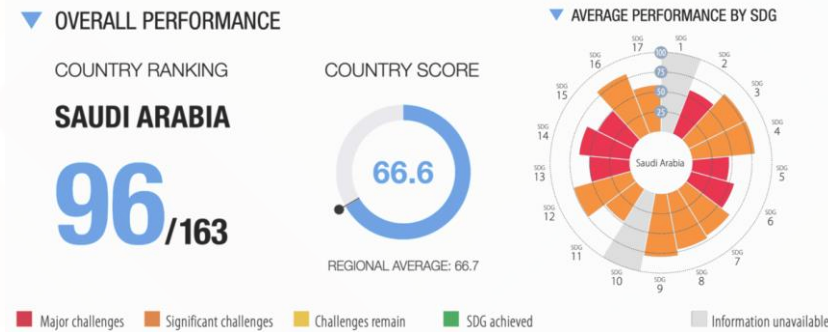 OVERALL PERFORMANCE
COUNTRY RANKING
SAUDI ARABIA
96/163
COUNTRY SCORE
66.6
REGIONAL AVERAGE: 66.7
AVERAGE PERFORMANCE BY SDG
SDG 1
SDG 2
SDG 3
SDG 4
SDG 5
SDG 6
SDG 7
SDG 8
SDG 9
SDG 10
SDG 11
SDG 12
SDG 13
SDG 14
SDG 15
SDG 16
SDG 17
100
75
50
25
Saudi Arabia
Major challenges
Significant challenges
Challenges remain
SDG achieved
Information unavailable